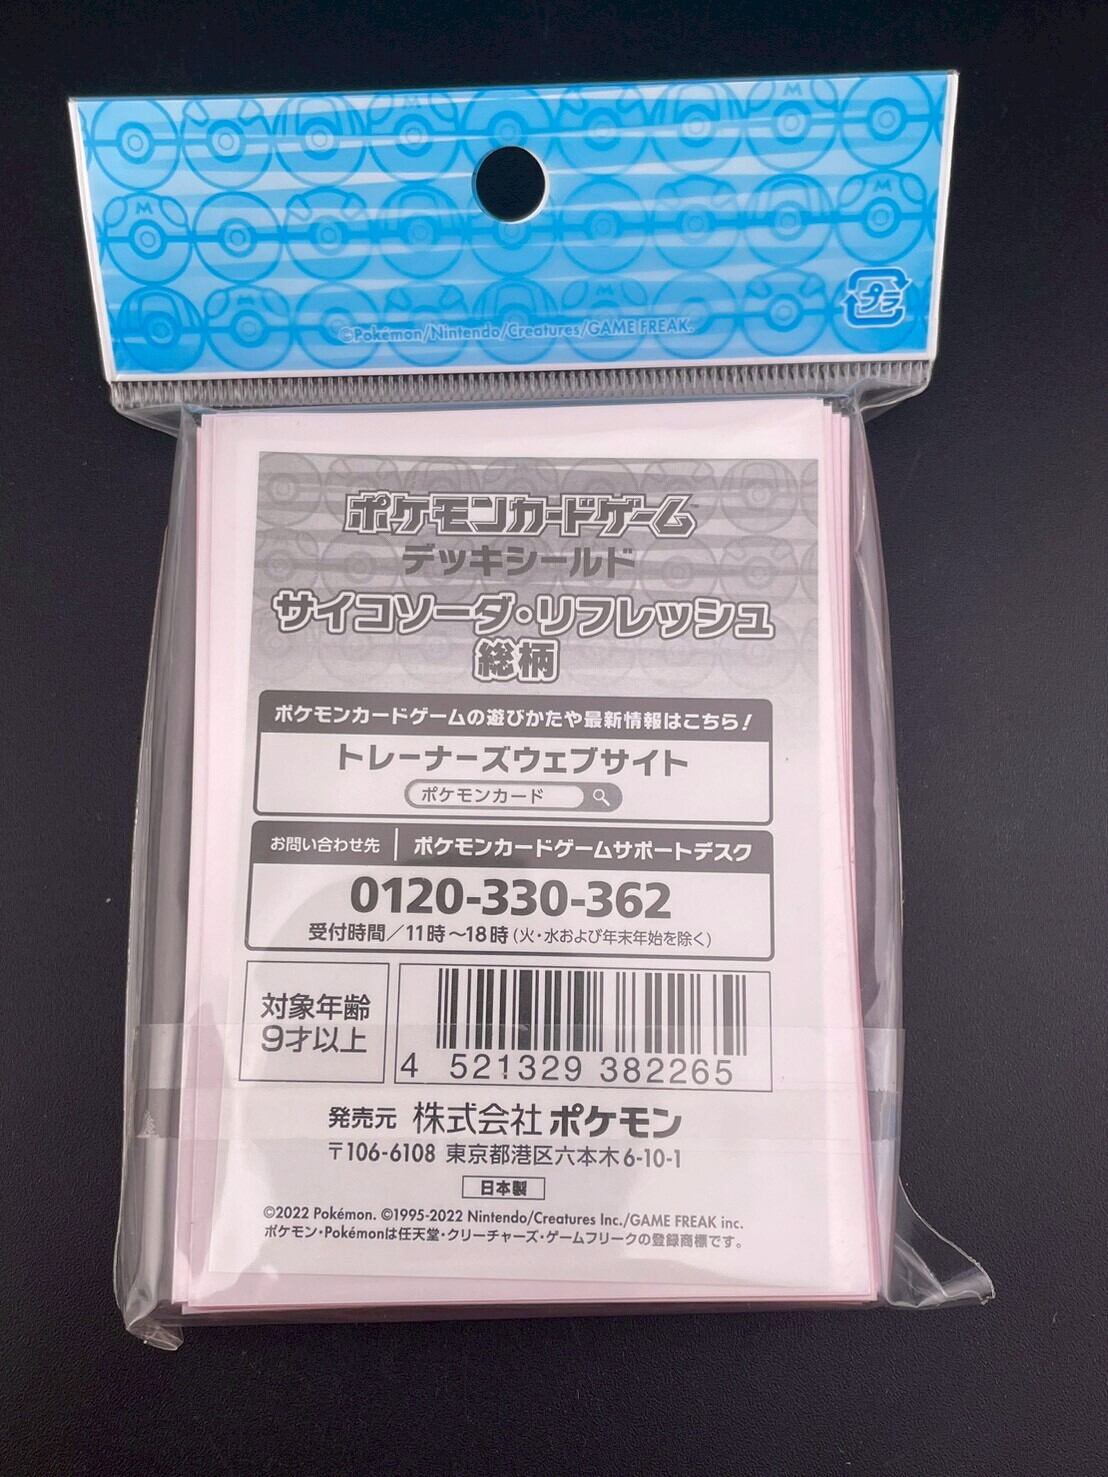 ©Pokémon/Nintendo/Creatures/GAME FREAK.
プラ
ポケモンカードゲーム
デッキシールド
サイコソーダ・リフレッシュ
総柄
ポケモンカードゲームの遊びかたや最新情報はこちら!
トレーナーズウェブサイト
ポケモンカード
お問い合わせ先 ポケモンカードゲームサポートデスク
0120-330-362
受付時間/11時~18時(火・水および年末年始を除く)
対象年齢
9才以上
4 521329 382265
発売元 株式会社ポケモン
〒106-6108 東京都港区六本木6-10-1
日本製
©2022 Pokémon. ©1995-2022 Nintendo/Creatures Inc./GAME FREAK inc.
ポケモン・Pokémonは任天堂・クリーチャーズ・ゲームフリークの登録商標です。